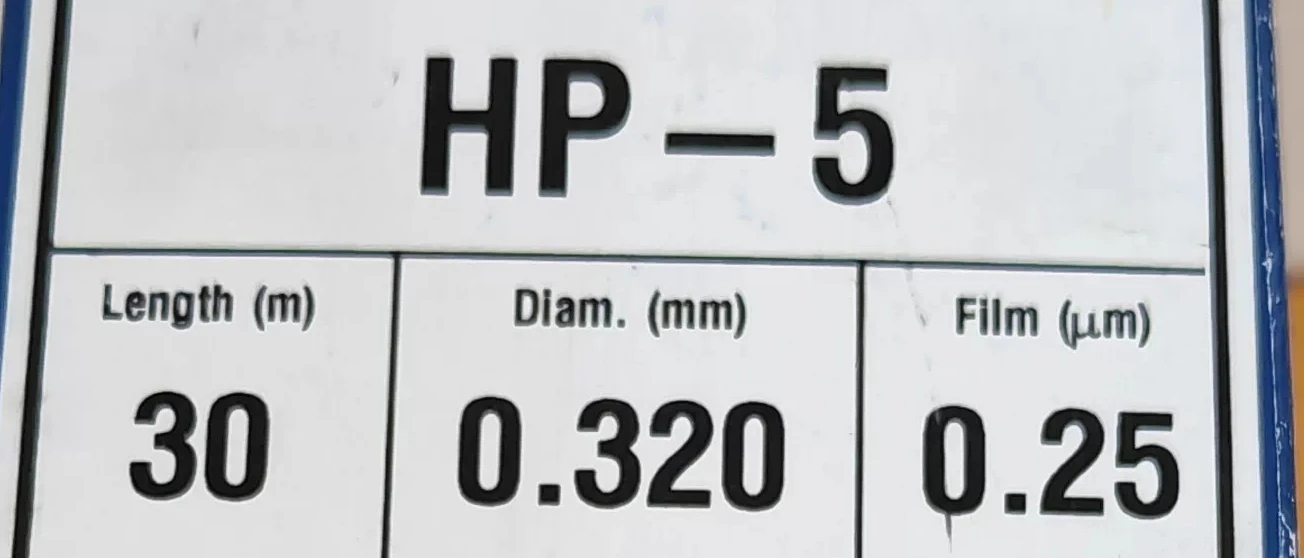 HP-5
Length (m) Diam. (mm) Film (μm)
30 0.320 0.25